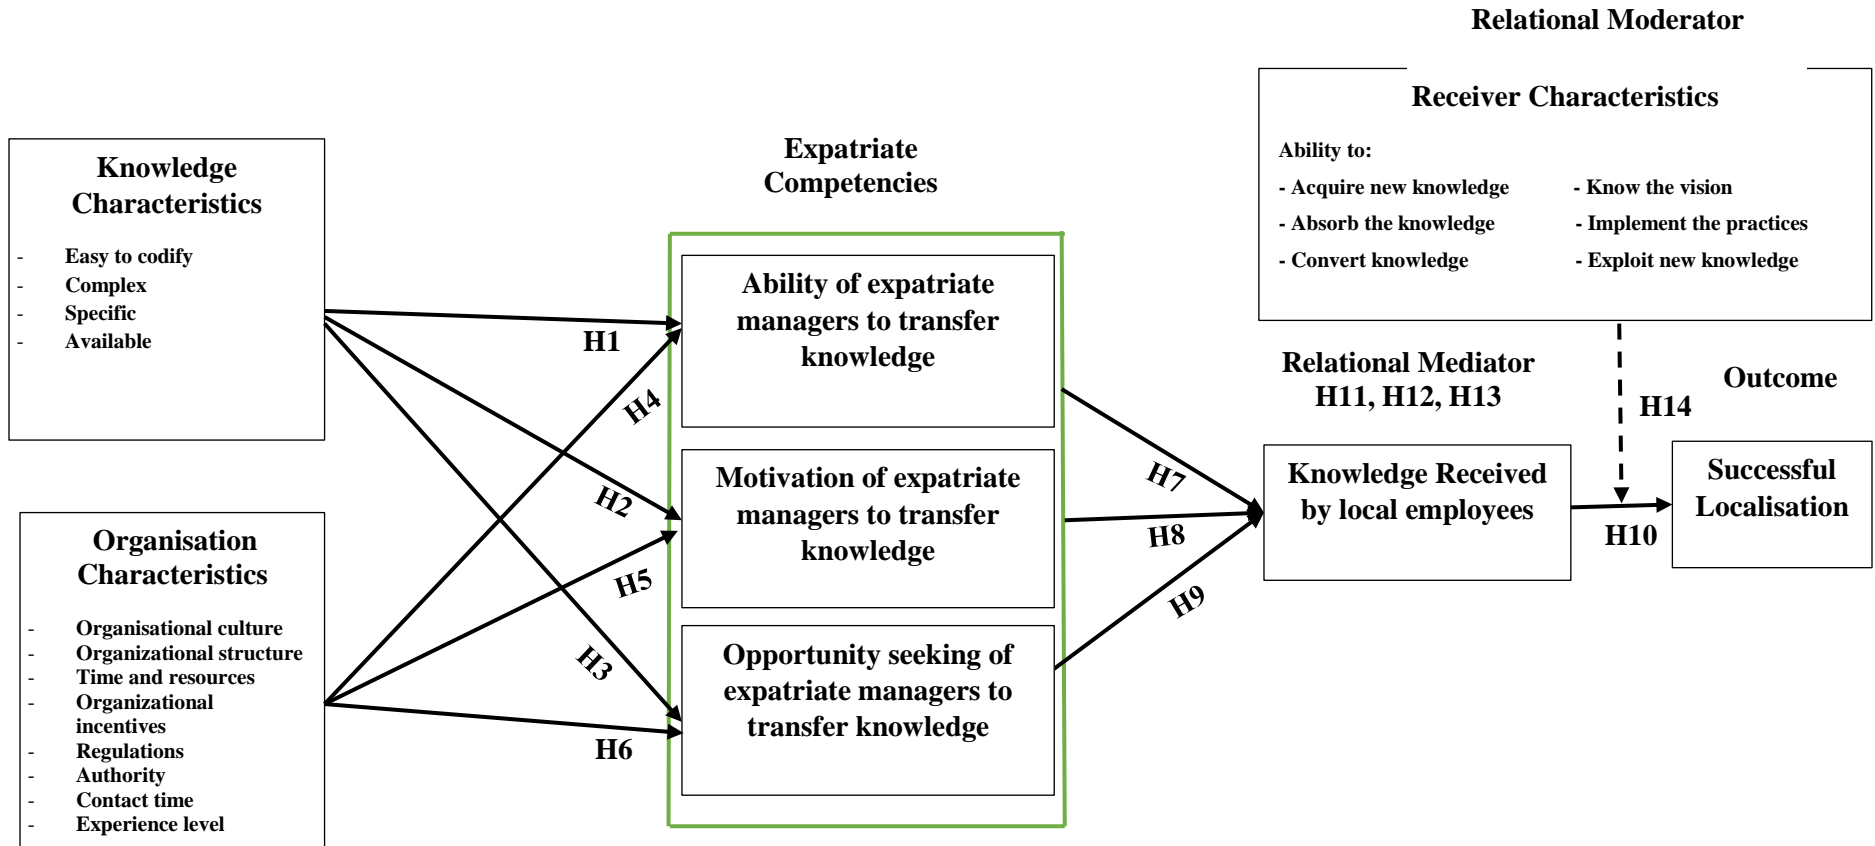 Relational Moderator
Receiver Characteristics
Ability to:
- Acquire new knowledge
- Know the vision
- Absorb the knowledge
- Implement the practices
- Convert knowledge
- Exploit new knowledge
Knowledge
Characteristics
- Easy to codify
- Complex
- Specific
- Available
Organisation
Characteristics
- Organisational culture
- Organizational structure
- Time and resources
- Organizational
incentives
- Regulations
- Authority
- Contact time
- Experience level
H1
H4
H2
H5
H3
H6
Expatriate
Competencies
Ability of expatriate
managers to transfer
knowledge
Motivation of expatriate
managers to transfer
knowledge
Opportunity seeking of
expatriate managers to
transfer knowledge
H7
H8
H9
Relational Mediator
H11, H12, H13
Knowledge Received
by local employees
H14
H10
Outcome
Successful
Localisation